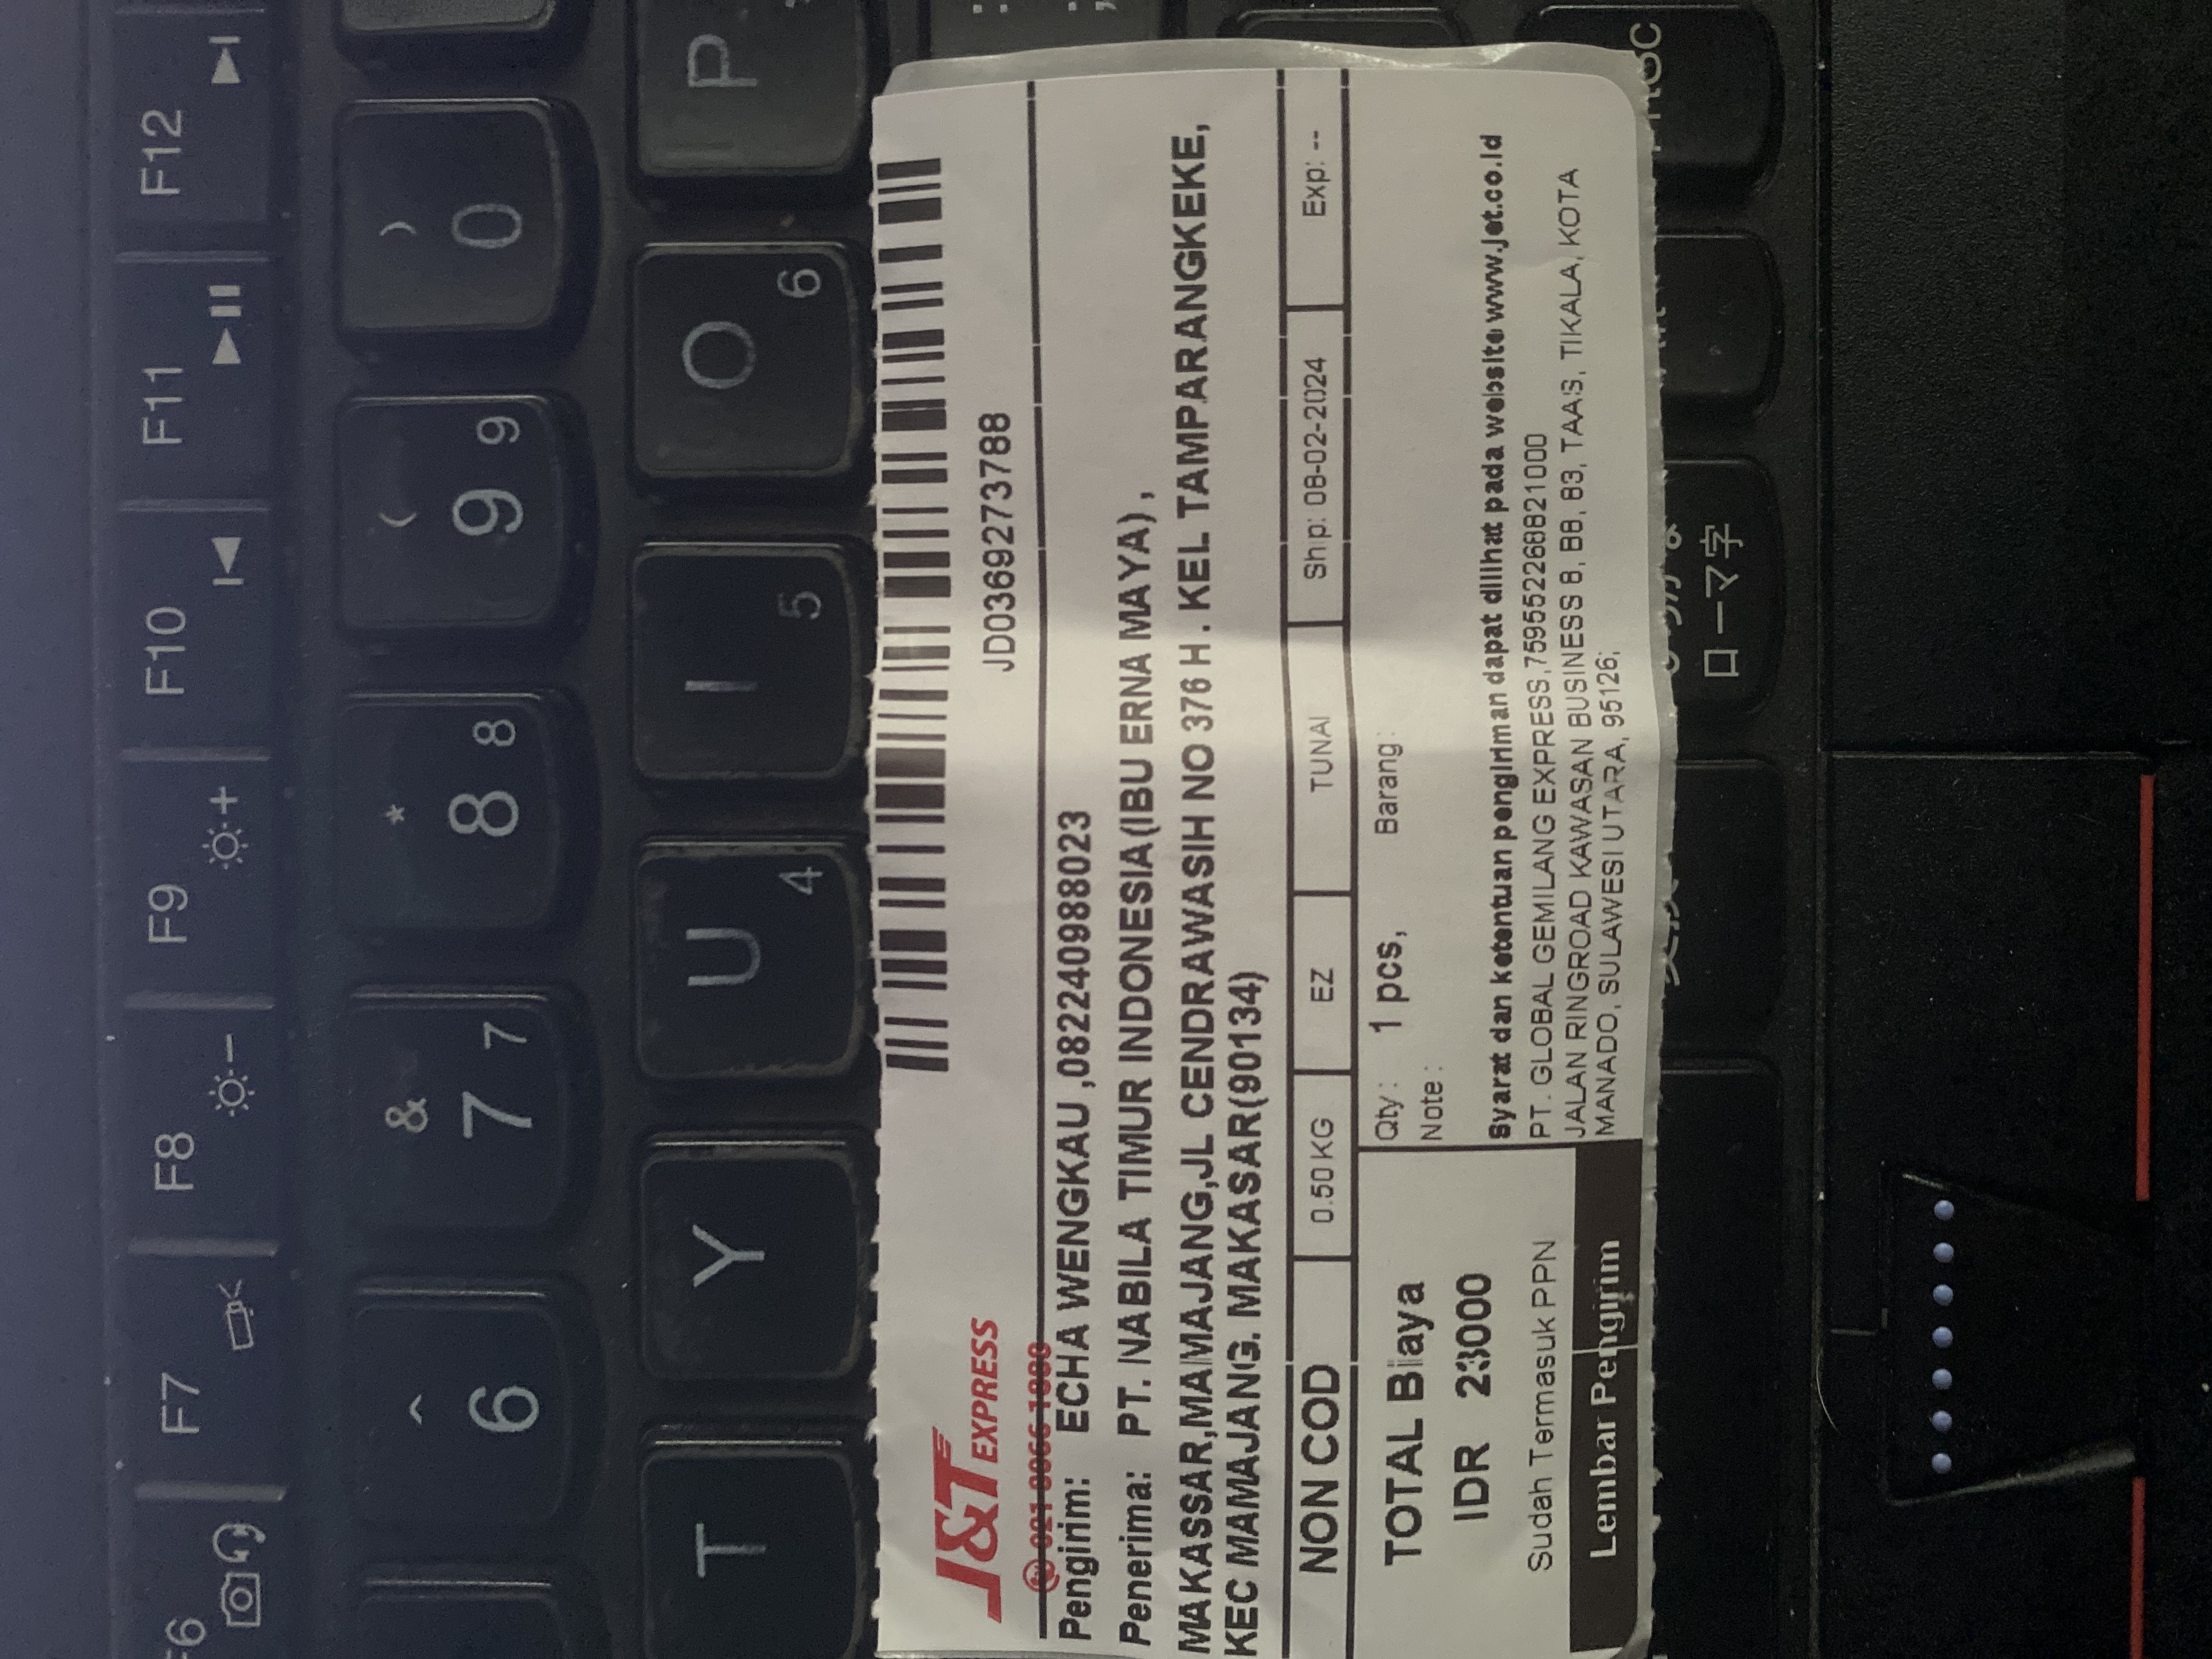 J&T EXPRESS
JD0369273788
Pengirim: ECHA WENGKAU ,082240988023
Penerima: PT. NABILA TIMUR INDONESIA(IBU ERNA MAYA) ,
MAKASSAR,MAMAJANG,JL CENDRAWASIH NO 376 H . KEL TAMPARANGKEKE,
KEC MAMAJANG. MAKASAR(90134)
NON COD 0.50 KG EZ TUNAI Ship: 08-02-2024 Exp: --
TOTAL Biaya
IDR 23000
Sudah Termasuk PPN
Lembar Pengirim
Qty : 1 pcs, Barang :
Note :
Syarat dan ketentuan pengiriman dapat dilihat pada website www.jet.co.id
PT. GLOBAL GEMILANG EXPRESS,759552268821000
JALAN RINGROAD KAWASAN BUSINESS B, BB, B3, TAAS, TIKALA, KOTA
MANADO, SULAWESI UTARA, 95126;
F6 F7 F8 F9 F10 F11 F12
^ & * ( )
6 7 7 8 8 9 9 0
T Y U 4 I 5 O 6 P
ローマ字